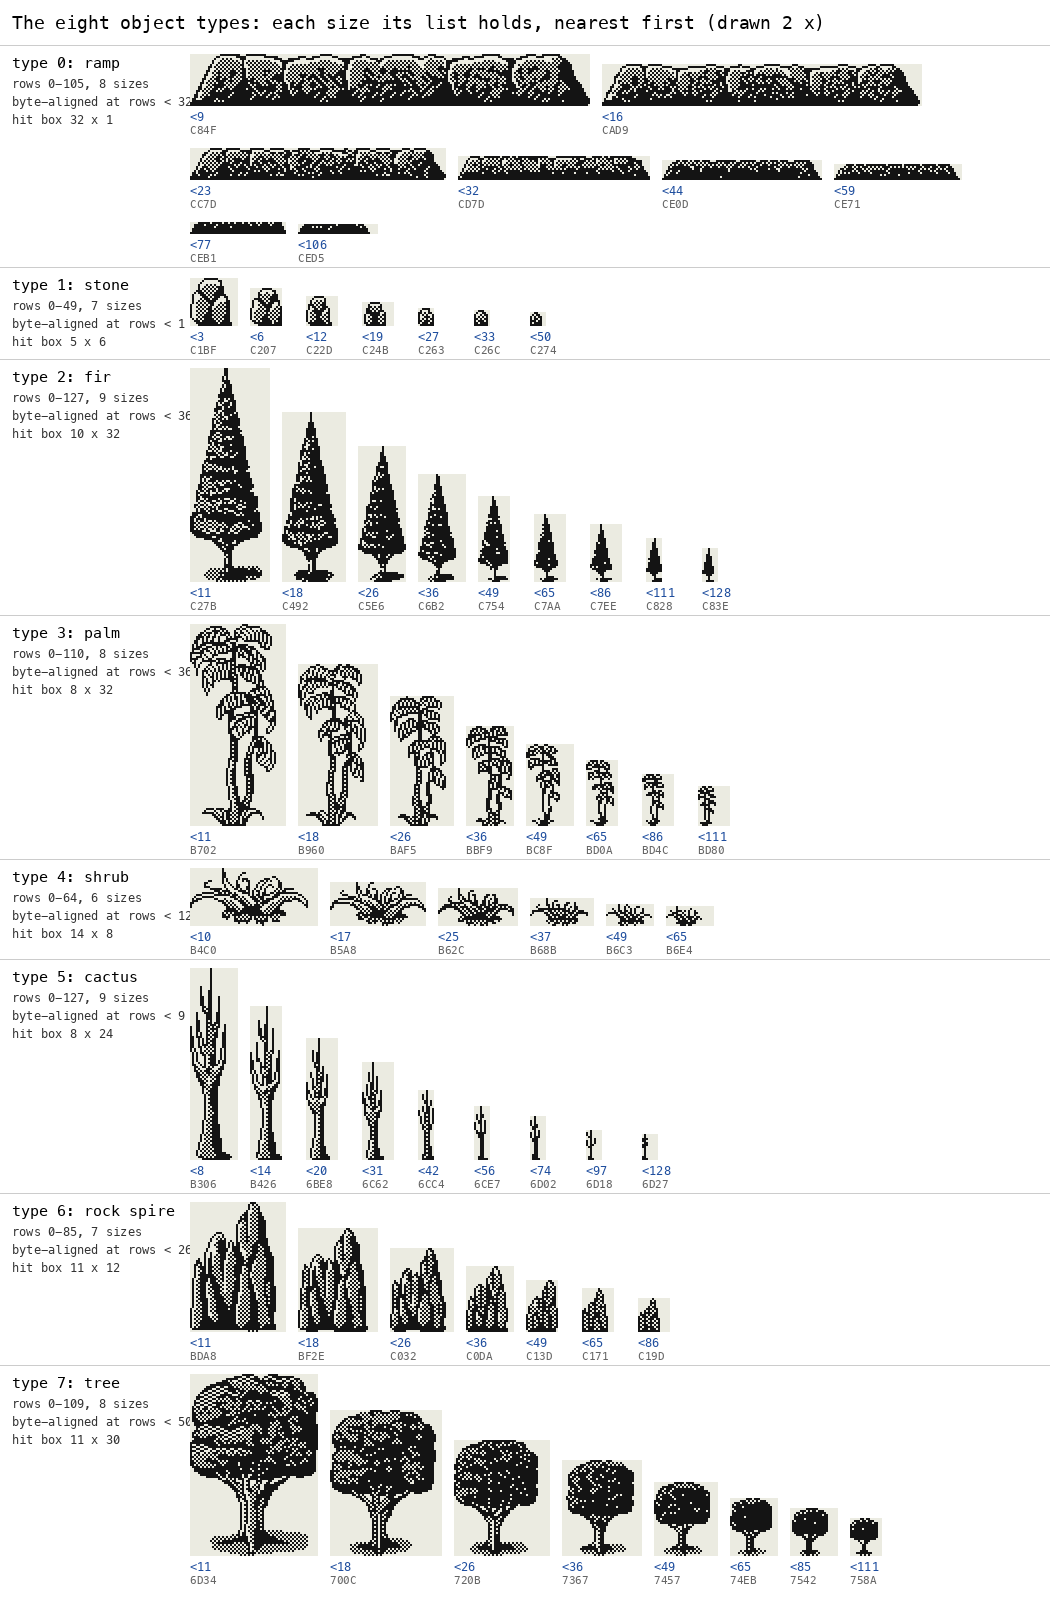 The eight object types: each size its list holds, nearest first (drawn 2 x)
type 0: ramp
rows 0—105, 8 sizes
byte—aligned at rows < 32
hit box 32 x 1
<9 <16
C84F CAD9
<23 <32 <44 <59
CC7D CD7D CE0D CE71
<77 <106
CEB1 CED5
type 1: stone
rows 0—49, 7 sizes
byte—aligned at rows < 1
hit box 5 x 6
<3 <6 <12 <19 <27 <33 <50
C1BF C207 C22D C24B C263 C26C C274
type 2: fir
rows 0—127, 9 sizes
byte—aligned at rows < 36
hit box 10 x 32
<11 <18 <26 <36 <49 <65 <86 <111 <128
C27B C492 C5E6 C6B2 C754 C7AA C7EE C828 C83E
type 3: palm
rows 0—110, 8 sizes
byte—aligned at rows < 36
hit box 8 x 32
<11 <18 <26 <36 <49 <65 <86 <111
B702 B960 BAF5 BBF9 BC8F BD0A BD4C BD80
type 4: shrub
rows 0—64, 6 sizes
byte—aligned at rows < 12
hit box 14 x 8
<10 <17 <25 <37 <49 <65
B4C0 B5A8 B62C B68B B6C3 B6E4
type 5: cactus
rows 0—127, 9 sizes
byte—aligned at rows < 9
hit box 8 x 24
<8 <14 <20 <31 <42 <56 <74 <97 <128
B306 B426 6BE8 6C62 6CC4 6CE7 6D02 6D18 6D27
type 6: rock spire
rows 0—85, 7 sizes
byte—aligned at rows < 26
hit box 11 x 12
<11 <18 <26 <36 <49 <65 <86
BDA8 BF2E C032 C0DA C13D C171 C19D
type 7: tree
rows 0—109, 8 sizes
byte—aligned at rows < 50
hit box 11 x 30
<11 <18 <26 <36 <49 <65 <85 <111
6D34 700C 720B 7367 7457 74EB 7542 758A